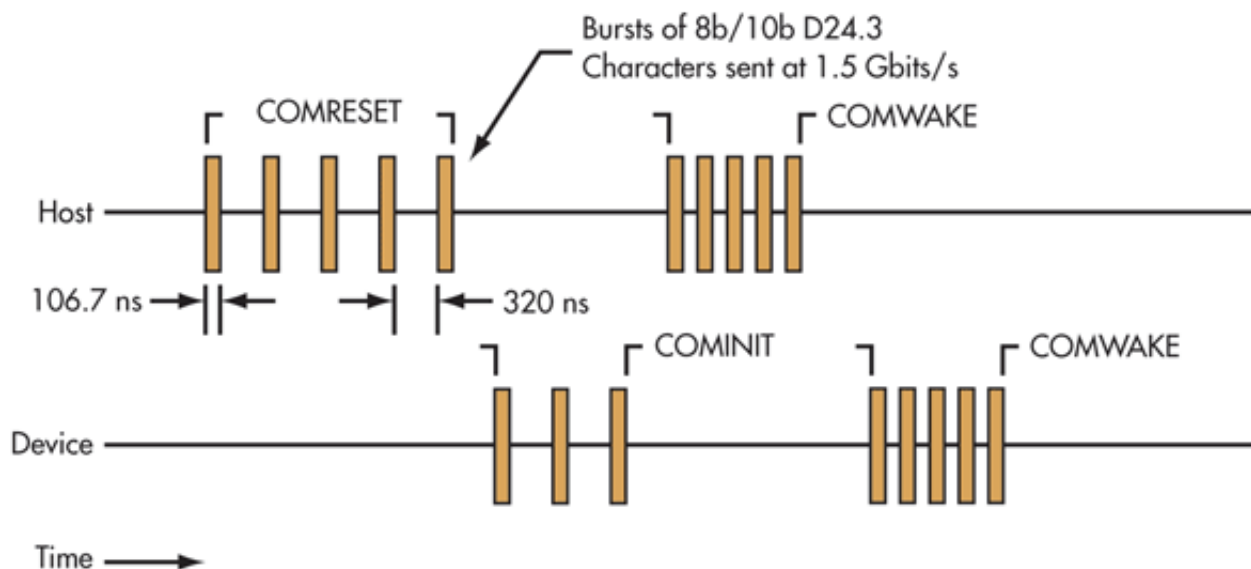 Bursts of 8b/10b D24.3
Characters sent at 1.5 Gbits/s
COMRESET
COMWAKE
Host
106.7 ns
320 ns
COMINIT
COMWAKE
Device
Time